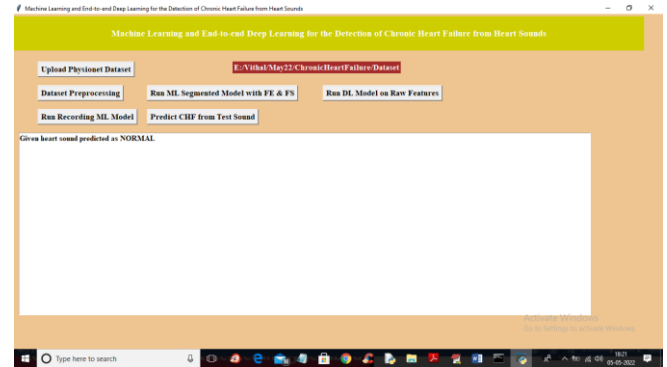 Machine Learning and End-to-end Deep Learning for the Detection of Chronic Heart Failure from Heart Sounds
Machine Learning and End-to-end Deep Learning for the Detection of Chronic Heart Failure from Heart Sounds
Upload Physionet Dataset
E:/Vithal/May22/ChronicHeartFailure/Dataset
Dataset Preprocessing
Run ML Segmented Model with FE & FS
Run DL Model on Raw Features
Run Recording ML Model
Predict CHF from Test Sound
Given heart sound predicted as NORMAL
Activate Windows
Go to Settings to activate Windows.
Type here to search
18:21
05-05-2022